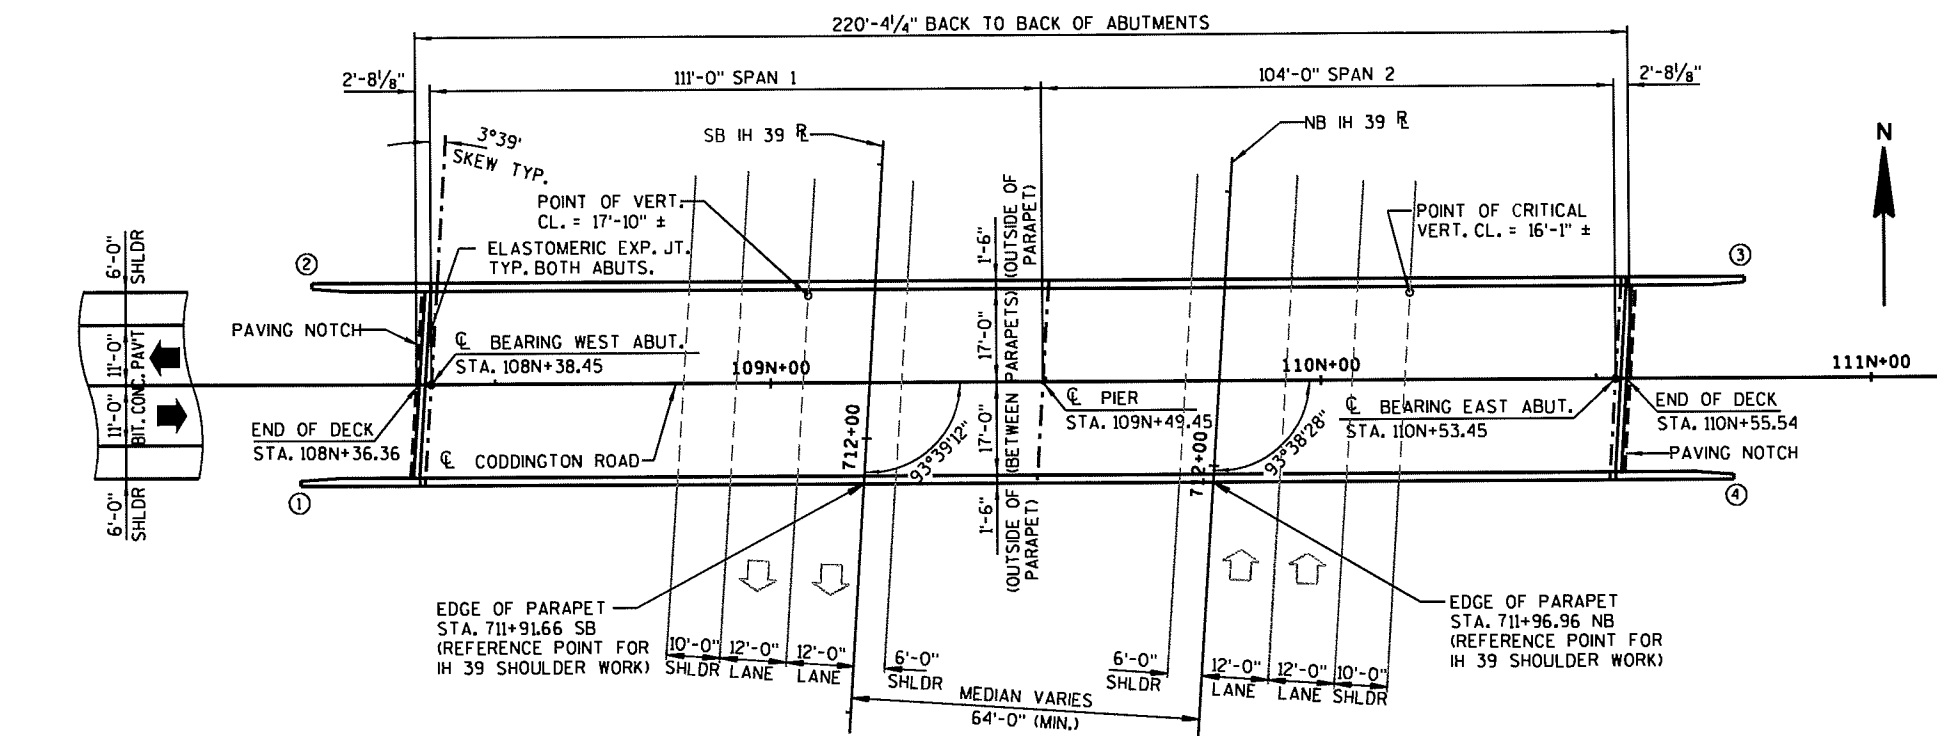 220'-4¼" BACK TO BACK OF ABUTMENTS
2'-8⅛"
111'-0" SPAN 1
104'-0" SPAN 2
2'-8⅛"
3°39'
SKEW TYP.
SB IH 39 R̲L
NB IH 39 R̲L
N
POINT OF VERT.
CL. = 17'-10" ±
POINT OF CRITICAL
VERT. CL. = 16'-1" ±
ELASTOMERIC EXP. JT.
TYP. BOTH ABUTS.
1'-6"
(OUTSIDE OF
PARAPET)
6'-0"
SHLDR
2
3
PAVING NOTCH
11'-0"
11'-0"
BIT. CONC. PAV'T
6'-0"
SHLDR
℄ BEARING WEST ABUT.
STA. 108N+38.45
109N+00
17'-0"
17'-0"
(BETWEEN PARAPETS)
110N+00
111N+00
℄ PIER
STA. 109N+49.45
℄ BEARING EAST ABUT.
STA. 110N+53.45
END OF DECK
STA. 110N+55.54
PAVING NOTCH
END OF DECK
STA. 108N+36.36
℄ CODDINGTON ROAD
712+00
93°39'12"
712+00
93°38'28"
1
4
1'-6"
(OUTSIDE OF
PARAPET)
EDGE OF PARAPET
STA. 711+91.66 SB
(REFERENCE POINT FOR
IH 39 SHOULDER WORK)
EDGE OF PARAPET
STA. 711+96.96 NB
(REFERENCE POINT FOR
IH 39 SHOULDER WORK)
10'-0"
SHLDR
12'-0"
LANE
12'-0"
LANE
6'-0"
SHLDR
6'-0"
SHLDR
12'-0"
LANE
12'-0"
LANE
10'-0"
SHLDR
MEDIAN VARIES
64'-0" (MIN.)